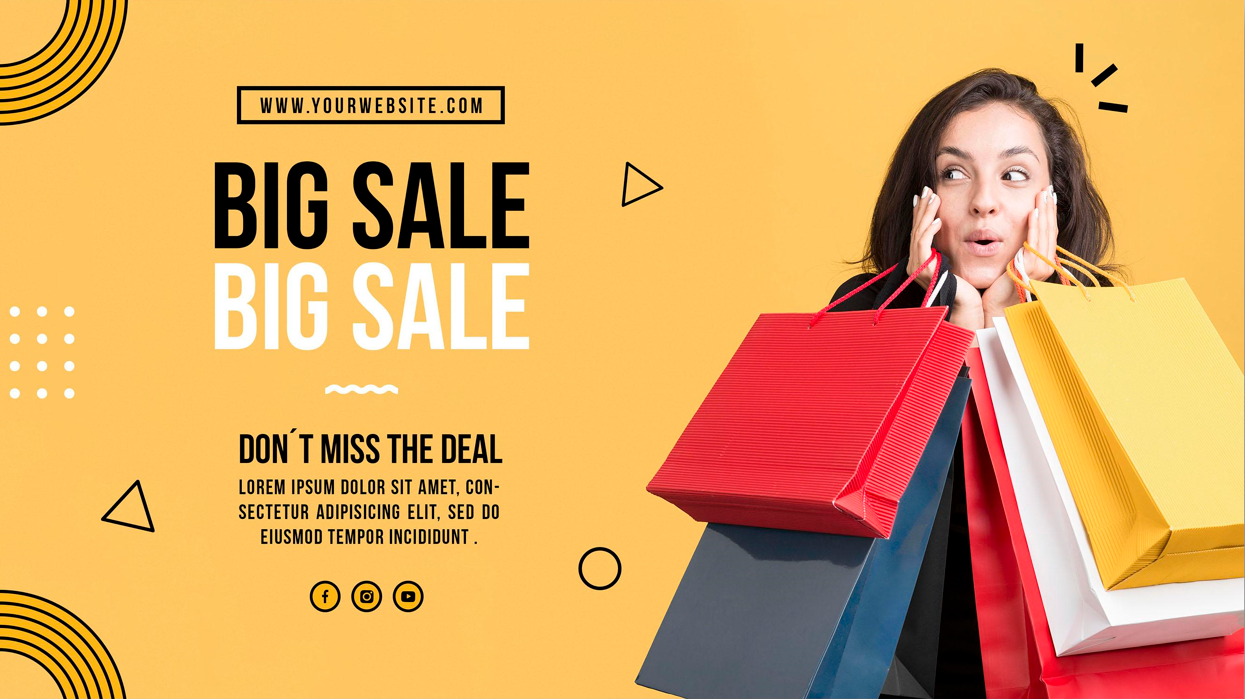 WWW.YOURWEBSITE.COM
BIG SALE
BIG SALE
DON´T MISS THE DEAL
LOREM IPSUM DOLOR SIT AMET, CON-
SECTETUR ADIPISICING ELIT, SED DO
EIUSMOD TEMPOR INCIDIDUNT .